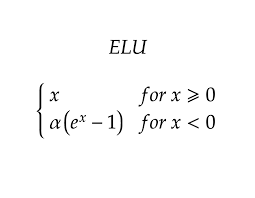 ELU
x for x ⩾ 0
α(eˣ − 1) for x < 0